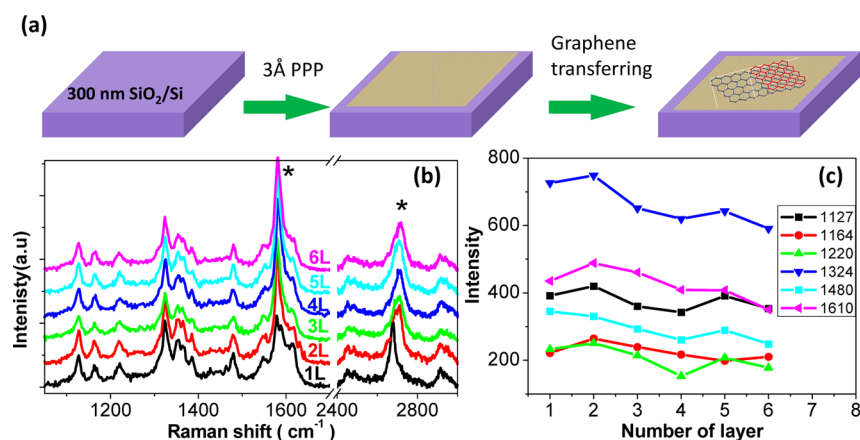 (a)
Graphene
transferring
3Å PPP
300 nm SiO2/Si
(b)
(c)
*
*
Intenisty(a.u)
6L
5L
4L
3L
2L
1L
1200 1400 1600 2400 2800
Raman shift ( cm-1)
Intensity
800
600
400
200
1127
1164
1220
1324
1480
1610
1 2 3 4 5 6 7 8
Number of layer